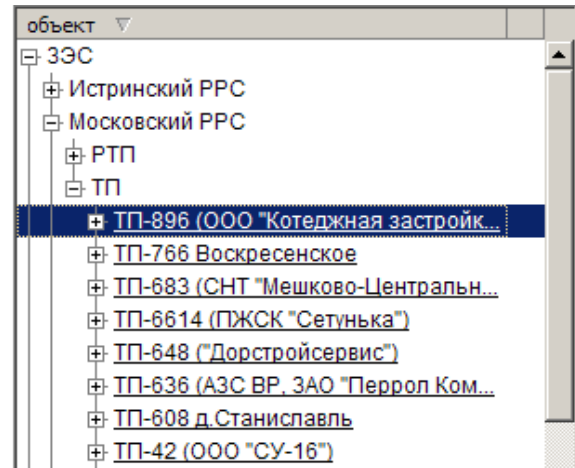 объект
ЗЭС
Истринский РРС
Московский РРС
РТП
ТП
ТП-896 (ООО "Котеджная застройк...
ТП-766 Воскресенское
ТП-683 (СНТ "Мешково-Центральн...
ТП-6614 (ПЖСК "Сетунька")
ТП-648 ("Дорстройсервис")
ТП-636 (АЗС ВР, ЗАО "Перрол Ком...
ТП-608 д.Станиславль
ТП-42 (ООО "СУ-16")